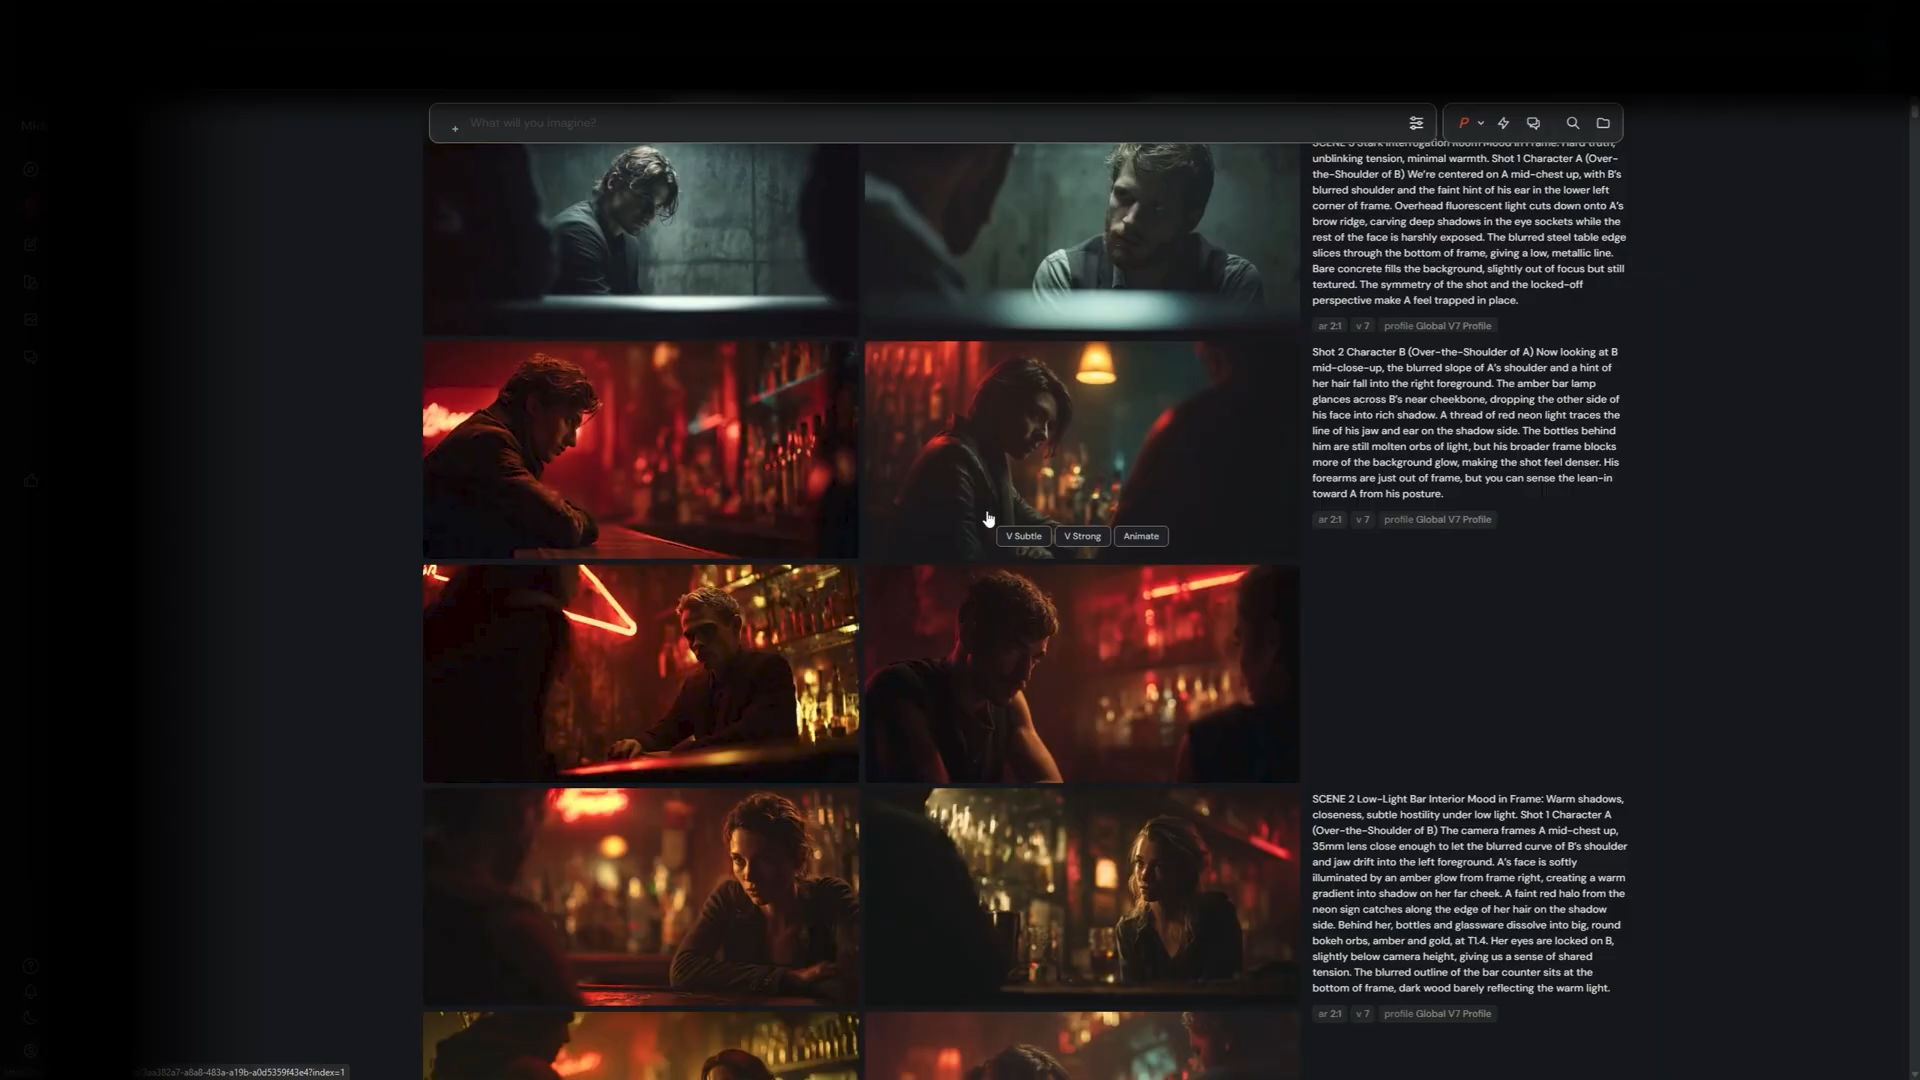 What will you imagine?
P
SCENE 3 Stark Interrogation Room Mood in Frame: Hard truth,
unblinking tension, minimal warmth. Shot 1 Character A (Over-
the-Shoulder of B) We're centered on A mid-chest up, with B's
blurred shoulder and the faint hint of his ear in the lower left
corner of frame. Overhead fluorescent light cuts down onto A's
brow ridge, carving deep shadows in the eye sockets while the
rest of the face is harshly exposed. The blurred steel table edge
slices through the bottom of frame, giving a low, metallic line.
Bare concrete fills the background, slightly out of focus but still
textured. The symmetry of the shot and the locked-off
perspective make A feel trapped in place.
ar 2:1 v 7 profile Global V7 Profile
Shot 2 Character B (Over-the-Shoulder of A) Now looking at B
mid-close-up, the blurred slope of A's shoulder and a hint of
her hair fall into the right foreground. The amber bar lamp
glances across B's near cheekbone, dropping the other side of
his face into rich shadow. A thread of red neon light traces the
line of his jaw and ear on the shadow side. The bottles behind
him are still molten orbs of light, but his broader frame blocks
more of the background glow, making the shot feel denser. His
forearms are just out of frame, but you can sense the lean-in
toward A from his posture.
ar 2:1 v 7 profile Global V7 Profile
V Subtle V Strong Animate
SCENE 2 Low-Light Bar Interior Mood in Frame: Warm shadows,
closeness, subtle hostility under low light. Shot 1 Character A
(Over-the-Shoulder of B) The camera frames A mid-chest up,
35mm lens close enough to let the blurred curve of B's shoulder
and jaw drift into the left foreground. A's face is softly
illuminated by an amber glow from frame right, creating a warm
gradient into shadow on her far cheek. A faint red halo from the
neon sign catches along the edge of her hair on the shadow
side. Behind her, bottles and glassware dissolve into big, round
bokeh orbs, amber and gold, at T1.4. Her eyes are locked on B,
slightly below camera height, giving us a sense of shared
tension. The blurred outline of the bar counter sits at the
bottom of frame, dark wood barely reflecting the warm light.
ar 2:1 v 7 profile Global V7 Profile